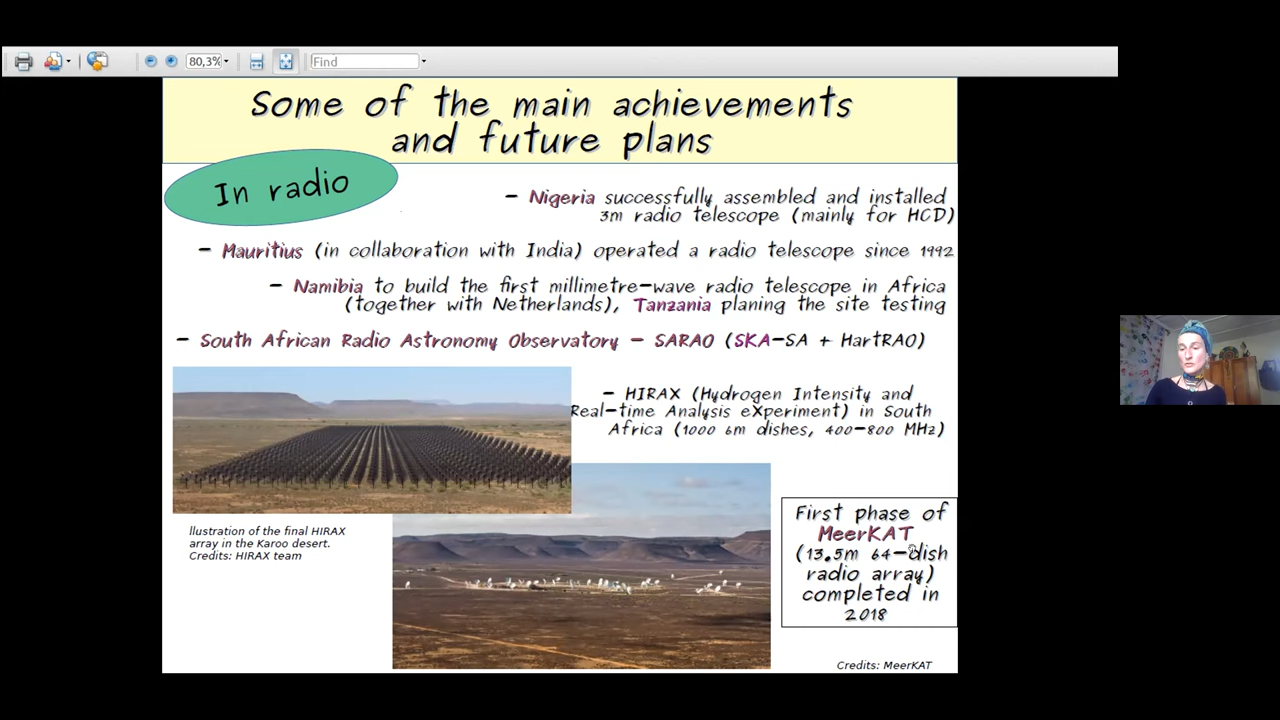 80,3%
Find
Some of the main achievements
and future plans
In radio
- Nigeria successfully assembled and installed
3m radio telescope (mainly for HCD)
- Mauritius (in collaboration with India) operated a radio telescope since 1992
- Namibia to build the first millimetre-wave radio telescope in Africa
(together with Netherlands), Tanzania planing the site testing
- South African Radio Astronomy Observatory - SARAO (SKA-SA + HartRAO)
- HIRAX (Hydrogen Intensity and
Real-time Analysis eXperiment) in South
Africa (1000 6m dishes, 400-800 MHz)
llustration of the final HIRAX
array in the Karoo desert.
Credits: HIRAX team
First phase of
MeerKAT
(13.5m 64-dish
radio array)
completed in
2018
Credits: MeerKAT